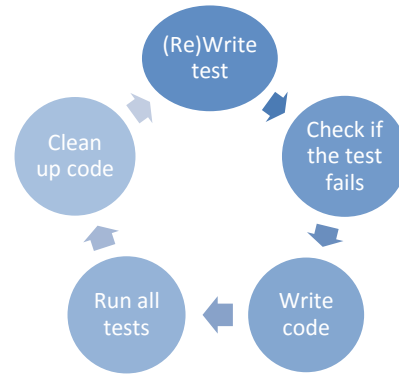 (Re)Write
test
Check if
the test
fails
Write
code
Run all
tests
Clean
up code